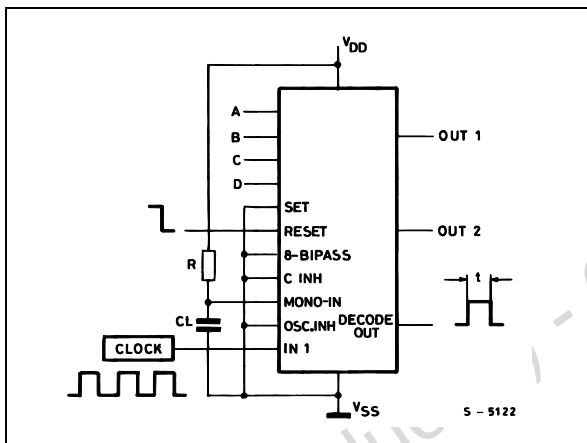 VDD
A
B
C
D
SET
RESET
8-BIPASS
C INH
MONO-IN
OSC.INH
IN 1
R
CL
CLOCK
OUT 1
OUT 2
t
DECODE
OUT
VSS
S - 5122